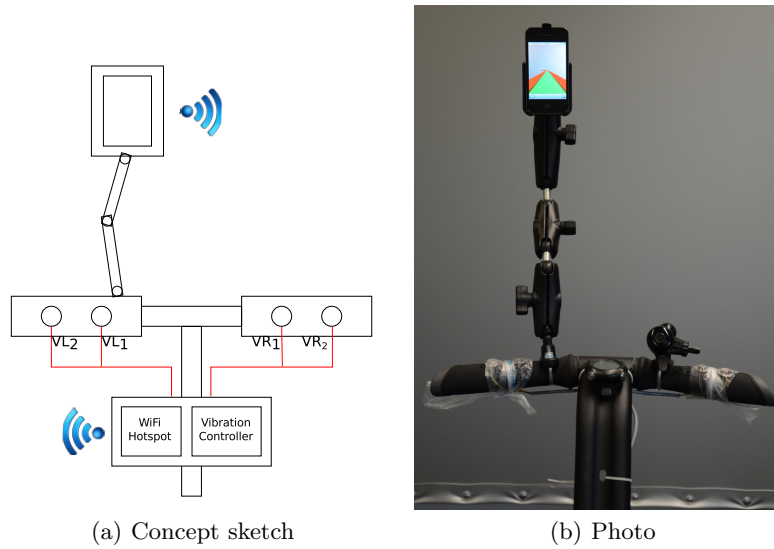 VL2
VL1
VR1
VR2
WiFi
Hotspot
Vibration
Controller
(a) Concept sketch
(b) Photo